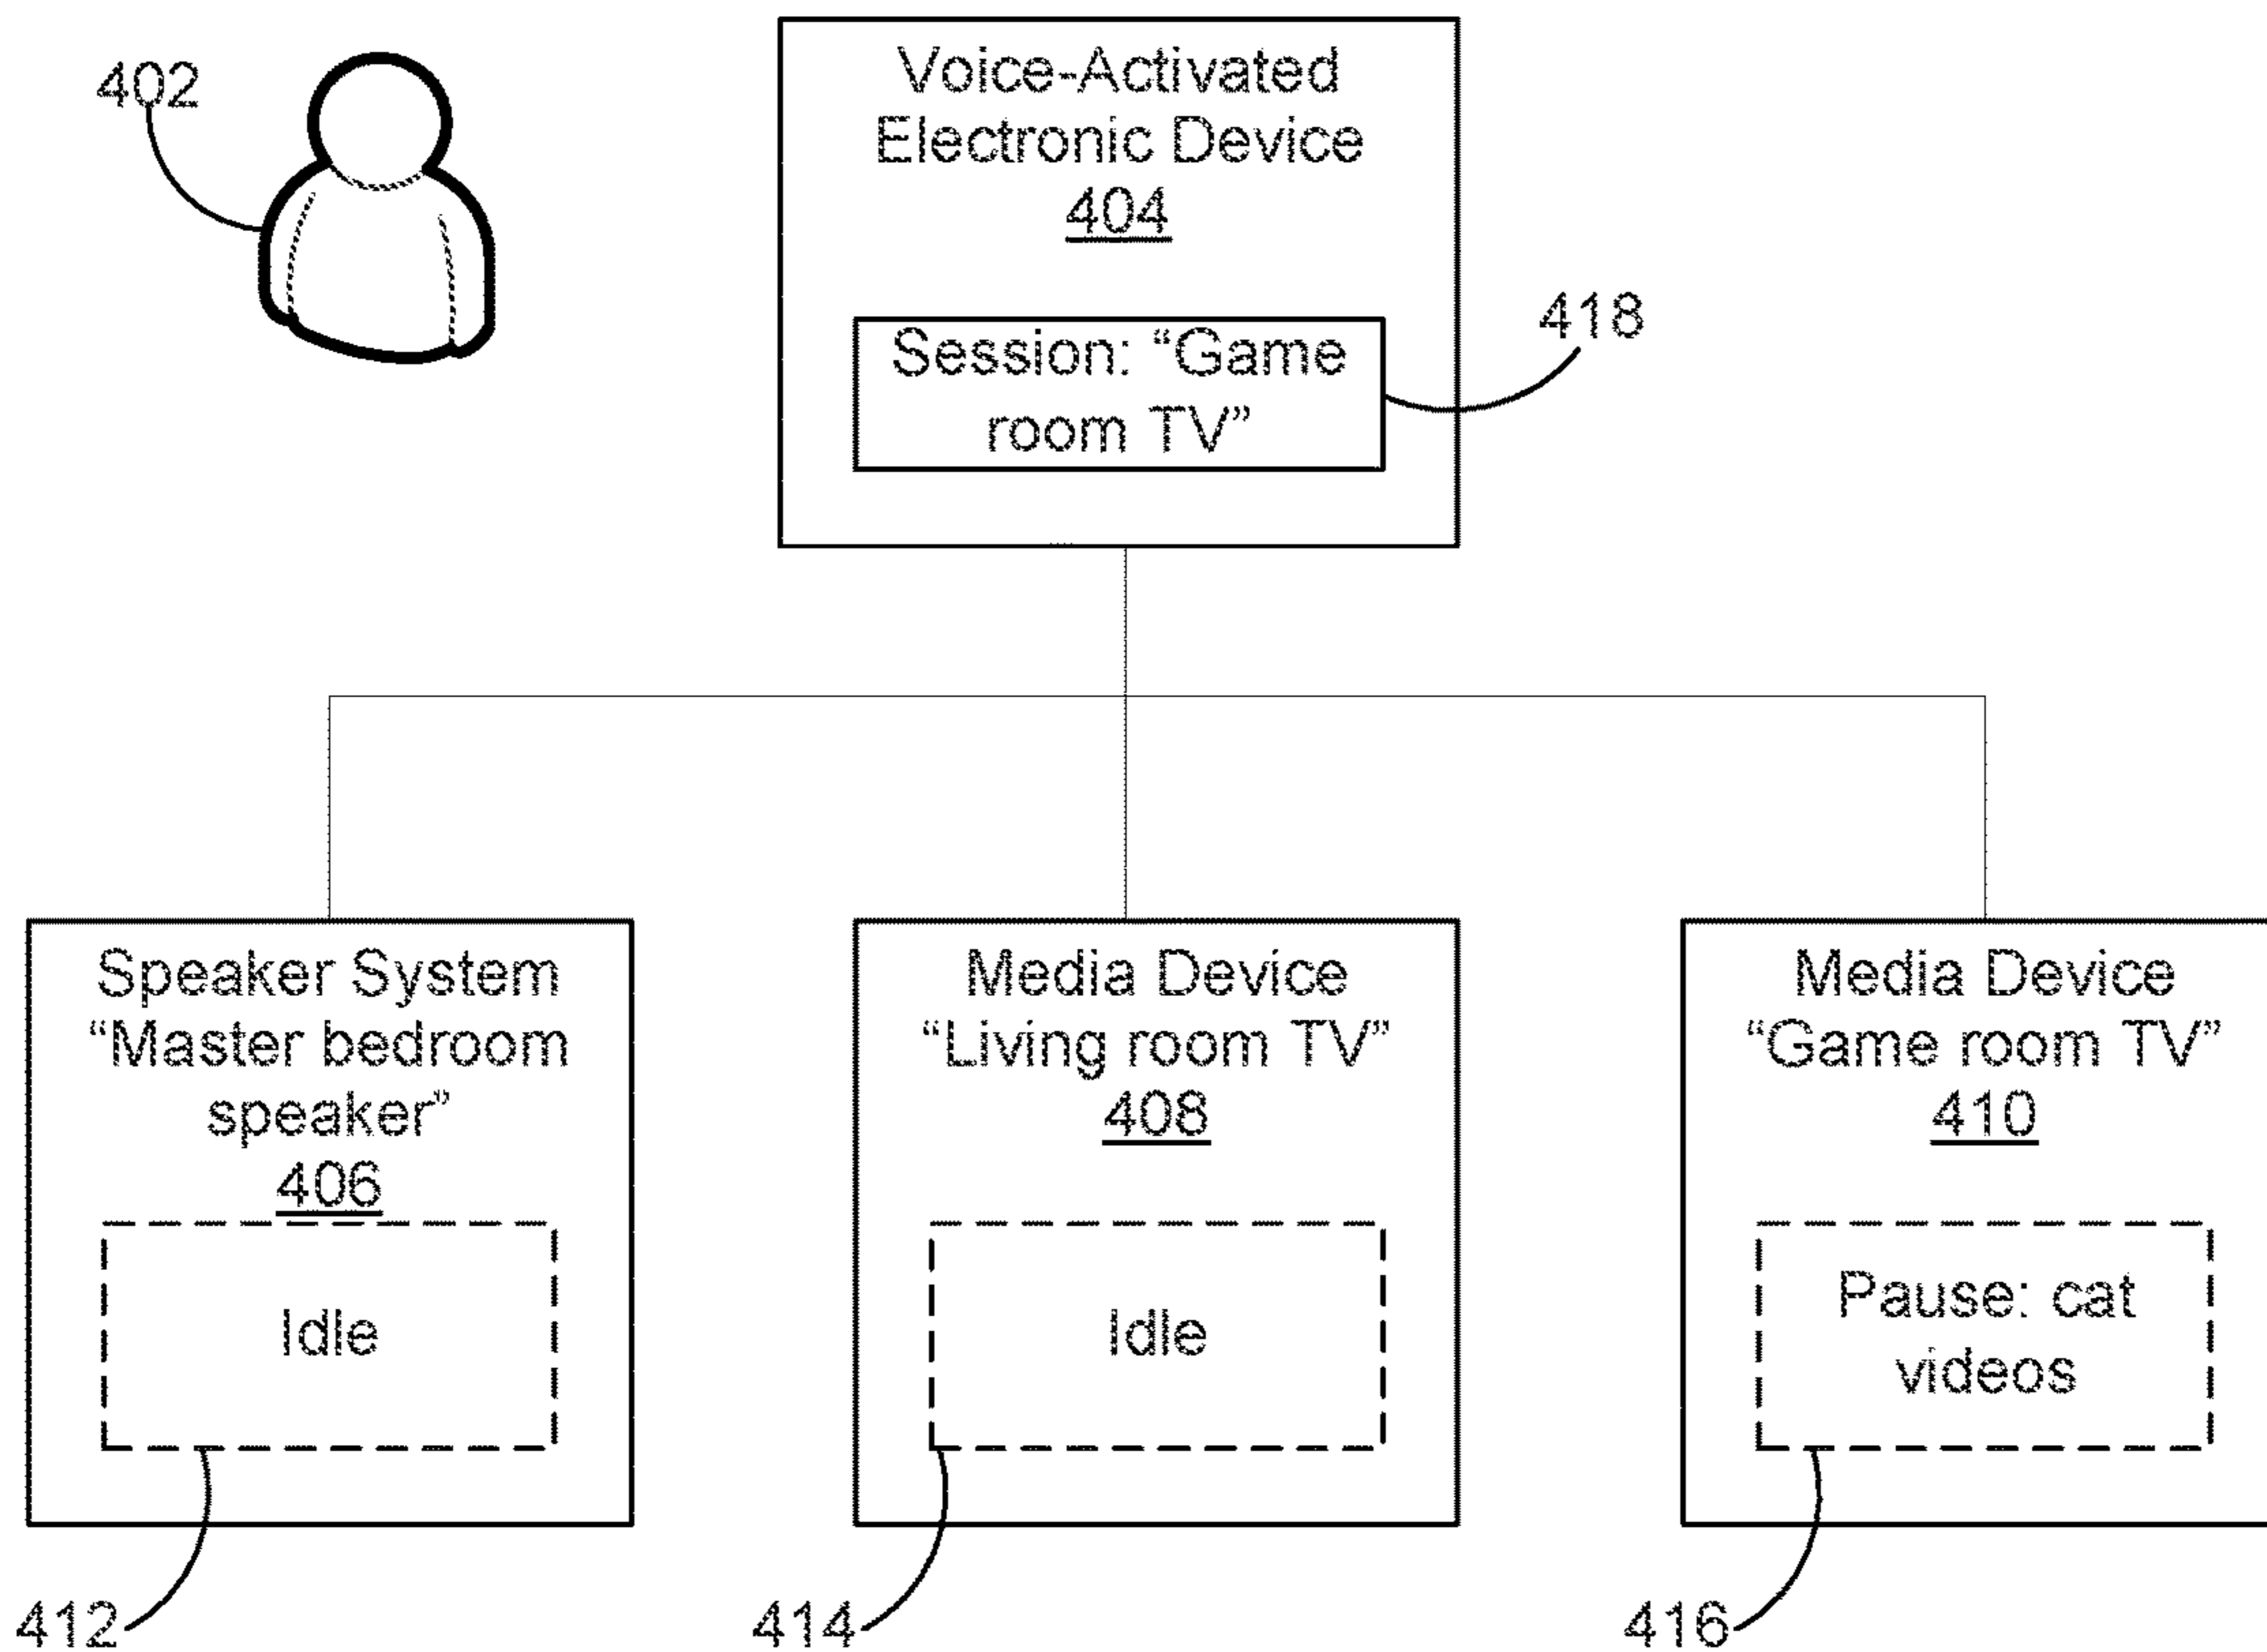 402
Voice-Activated
Electronic Device
404
418
Session: “Game
room TV”
Speaker System
“Master bedroom
speaker”
406
Idle
412
Media Device
“Living room TV”
408
Idle
414
Media Device
“Game room TV”
410
Pause: cat
videos
416